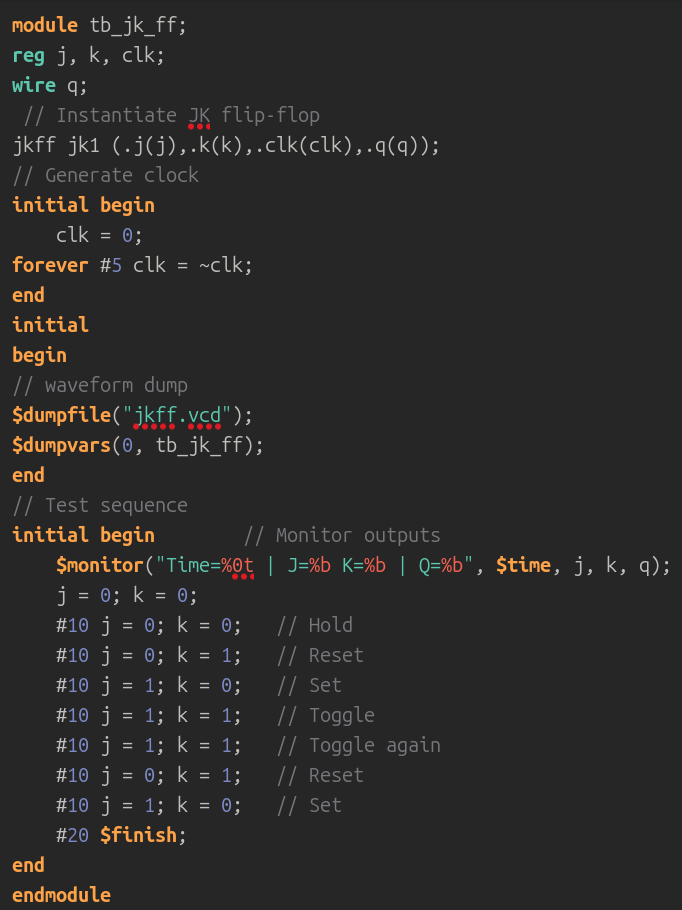 module tb_jk_ff;
reg j, k, clk;
wire q;
// Instantiate JK flip-flop
jkff jk1 (.j(j),.k(k),.clk(clk),.q(q));
// Generate clock
initial begin
clk = 0;
forever #5 clk = ~clk;
end
initial
begin
// waveform dump
$dumpfile("jkff.vcd");
$dumpvars(0, tb_jk_ff);
end
// Test sequence
initial begin // Monitor outputs
$monitor("Time=%0t | J=%b K=%b | Q=%b", $time, j, k, q);
j = 0; k = 0;
#10 j = 0; k = 0; // Hold
#10 j = 0; k = 1; // Reset
#10 j = 1; k = 0; // Set
#10 j = 1; k = 1; // Toggle
#10 j = 1; k = 1; // Toggle again
#10 j = 0; k = 1; // Reset
#10 j = 1; k = 0; // Set
#20 $finish;
end
endmodule